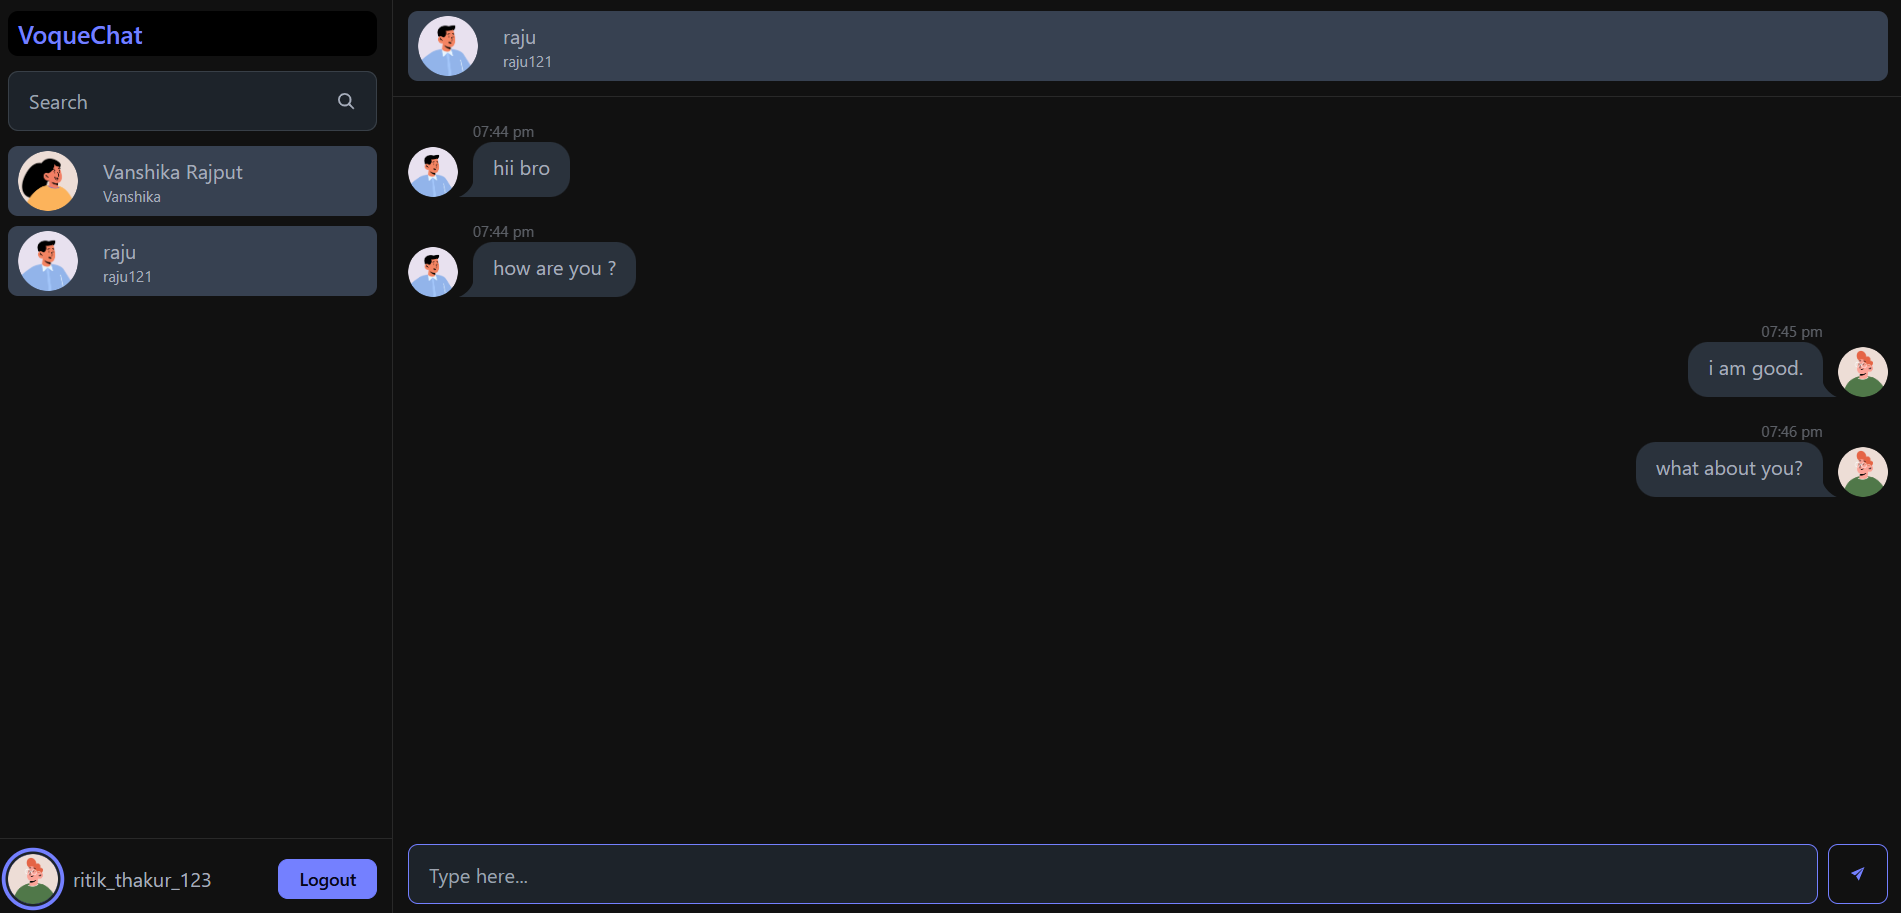 VoqueChat
Search
Vanshika Rajput
Vanshika
raju
raju121
ritik_thakur_123
Logout
raju
raju121
07:44 pm
hii bro
07:44 pm
how are you ?
07:45 pm
i am good.
07:46 pm
what about you?
Type here...